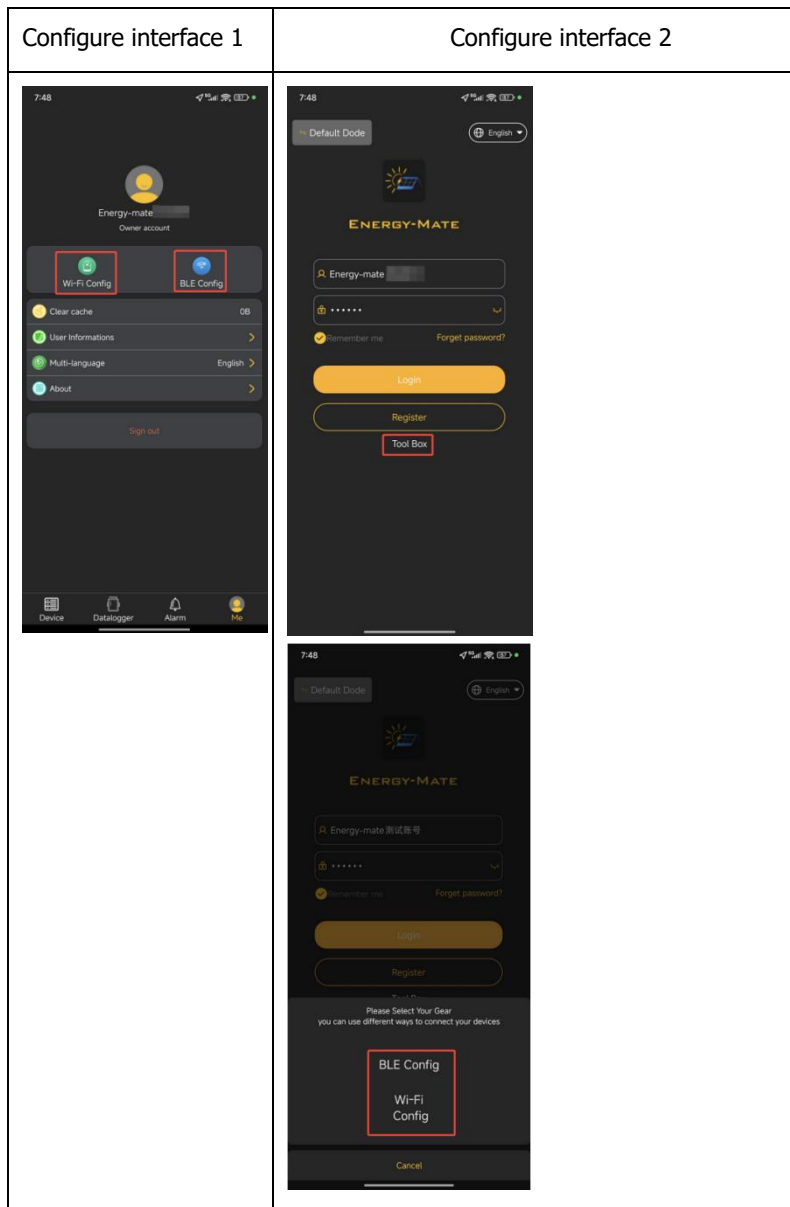 Configure interface 1
Configure interface 2
7:48
Energy-mate
Owner account
Wi-Fi Config
BLE Config
Clear cache
0B
User Informations
Multi-language
English
About
Sign out
Device
Datalogger
Alarm
Me
7:48
Default Dode
English
ENERGY-MATE
Energy-mate
Remember me
Forget password?
Login
Register
Tool Box
7:48
Default Dode
English
ENERGY-MATE
Energy-mate测试账号
Remember me
Forget password?
Login
Register
Tool Box
Please Select Your Gear
you can use different ways to connect your devices
BLE Config
Wi-Fi
Config
Cancel